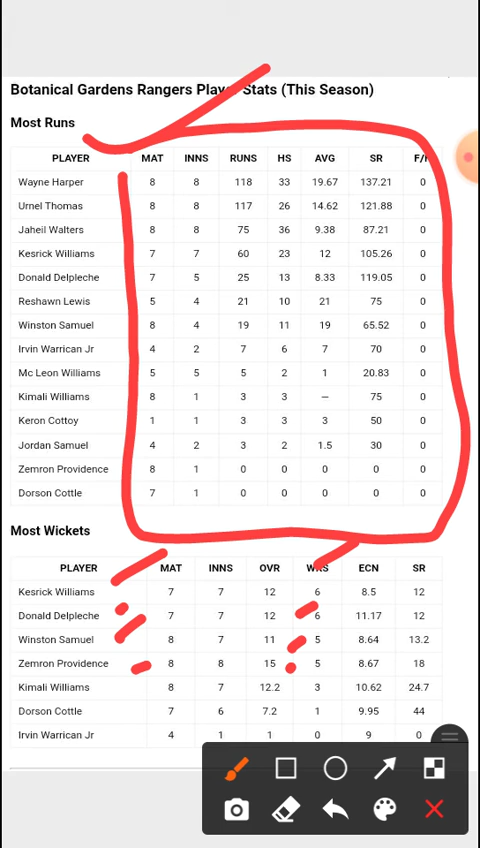 Botanical Gardens Rangers Player Stats (This Season)
Most Runs
PLAYER MAT INNS RUNS HS AVG SR
Wayne Harper 8 8 118 33 19.67 137.21 0
Urnel Thomas 8 8 117 26 14.62 121.88 0
Jaheil Walters 8 8 75 36 9.38 87.21 0
Kesrick Williams 7 7 60 23 12 105.26 0
Donald Delpleche 7 5 25 13 8.33 119.05 0
Reshawn Lewis 5 4 21 10 21 75 0
Winston Samuel 8 4 19 11 19 65.52 0
Irvin Warrican Jr 4 2 7 6 7 70 0
Mc Leon Williams 5 5 5 2 1 20.83 0
Kimali Williams 8 1 3 3 — 75 0
Keron Cottoy 1 1 3 3 3 50 0
Jordan Samuel 4 2 3 2 1.5 30 0
Zemron Providence 8 1 0 0 0 0 0
Dorson Cottle 7 1 0 0 0 0 0
Most Wickets
PLAYER MAT INNS OVR WKS ECN SR
Kesrick Williams 7 7 12 6 8.5 12
Donald Delpleche 7 7 12 6 11.17 12
Winston Samuel 8 7 11 5 8.64 13.2
Zemron Providence 8 8 15 5 8.67 18
Kimali Williams 8 7 12.2 3 10.62 24.7
Dorson Cottle 7 6 7.2 1 9.95 44
Irvin Warrican Jr 4 1 1 0 9 0